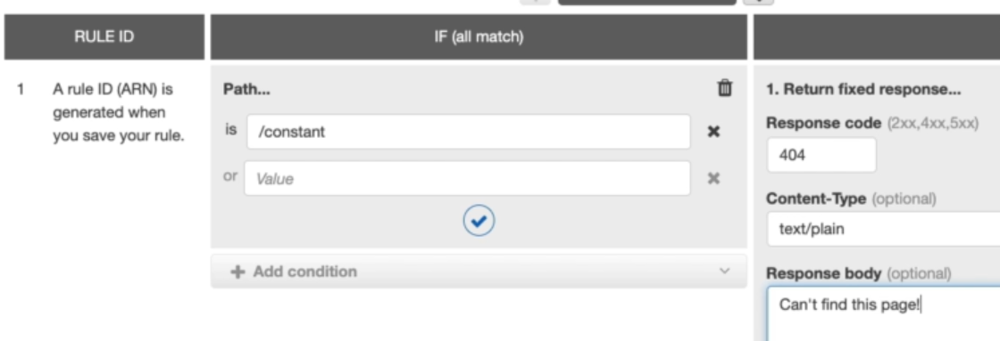 RULE ID
IF (all match)
1
A rule ID (ARN) is
generated when
you save your rule.
Path...
is
/constant
or
Value
Add condition
1. Return fixed response...
Response code (2xx,4xx,5xx)
404
Content-Type (optional)
text/plain
Response body (optional)
Can't find this page!